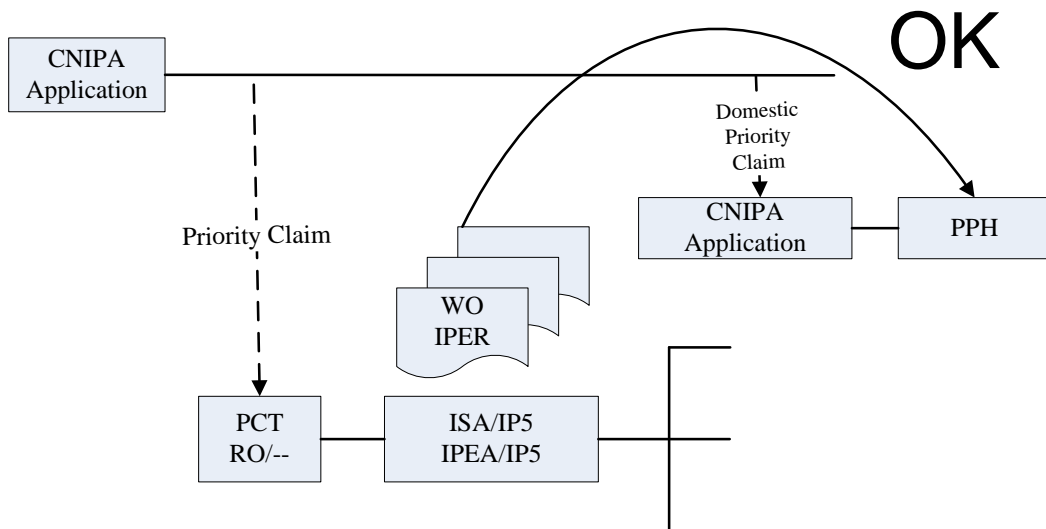 OK
CNIPA
Application
Domestic
Priority
Claim
CNIPA
Application
PPH
Priority Claim
WO
IPER
PCT
RO/--
ISA/IP5
IPEA/IP5